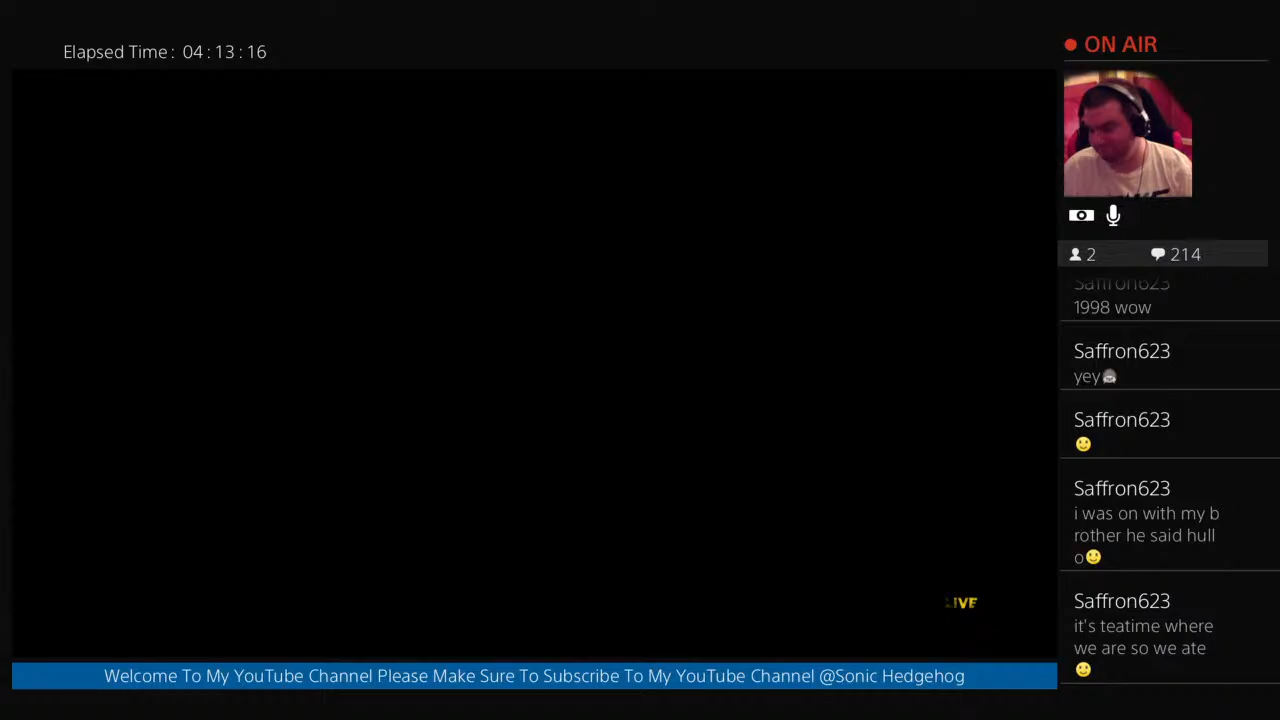 Elapsed Time: 04:13:16
ON AIR
2
214
Saffron623
1998 wow
Saffron623
yey
Saffron623
Saffron623
i was on with my b
rother he said hull
o
LIVE
Saffron623
it's teatime where
we are so we ate
Welcome To My YouTube Channel Please Make Sure To Subscribe To My YouTube Channel @Sonic Hedgehog